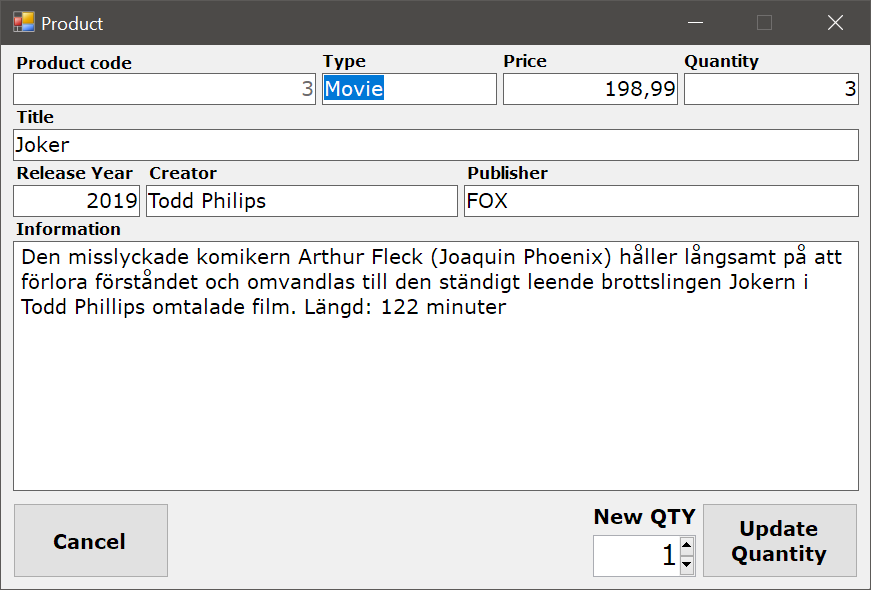 Product
Product code Type Price Quantity
3 Movie 198,99 3
Title
Joker
Release Year Creator Publisher
2019 Todd Philips FOX
Information
Den misslyckade komikern Arthur Fleck (Joaquin Phoenix) håller långsamt på att
förlora förståndet och omvandlas till den ständigt leende brottslingen Jokern i
Todd Phillips omtalade film. Längd: 122 minuter
Cancel
New QTY
1
Update
Quantity